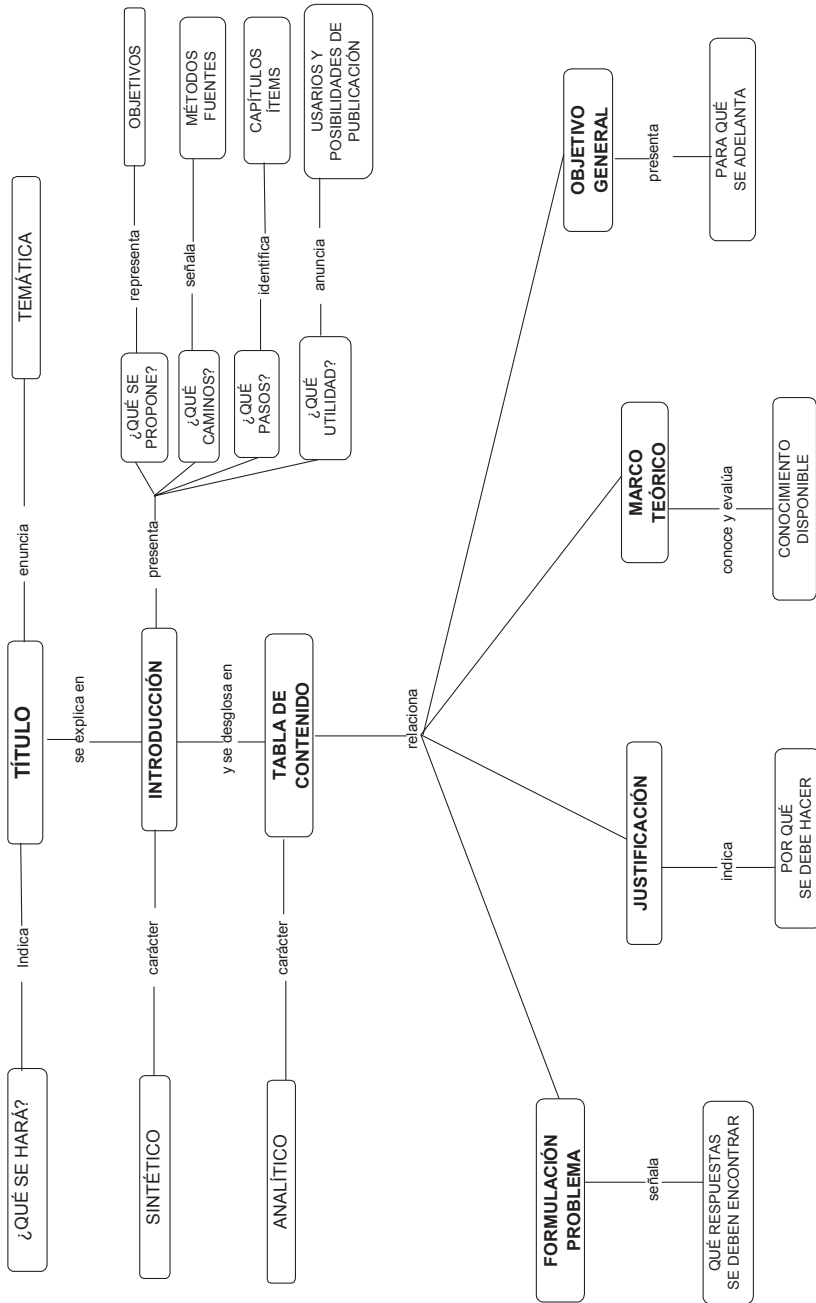 ¿QUÉ SE HARÁ?
Indica
TÍTULO
enuncia
TEMÁTICA
se explica en
SINTÉTICO
carácter
INTRODUCCIÓN
presenta
¿QUÉ SE
PROPONE?
representa
OBJETIVOS
¿QUÉ
CAMINOS?
señala
MÉTODOS
FUENTES
¿QUÉ
PASOS?
identifica
CAPÍTULOS
ÍTEMS
¿QUÉ
UTILIDAD?
anuncia
USARIOS Y
POSIBILIDADES DE
PUBLICACIÓN
y se desglosa en
ANALÍTICO
carácter
TABLA DE
CONTENIDO
relaciona
FORMULACIÓN
PROBLEMA
señala
QUÉ RESPUESTAS
SE DEBEN ENCONTRAR
JUSTIFICACIÓN
indica
POR QUÉ
SE DEBE HACER
MARCO
TEÓRICO
conoce y evalúa
CONOCIMIENTO
DISPONIBLE
OBJETIVO
GENERAL
presenta
PARA QUÉ
SE ADELANTA